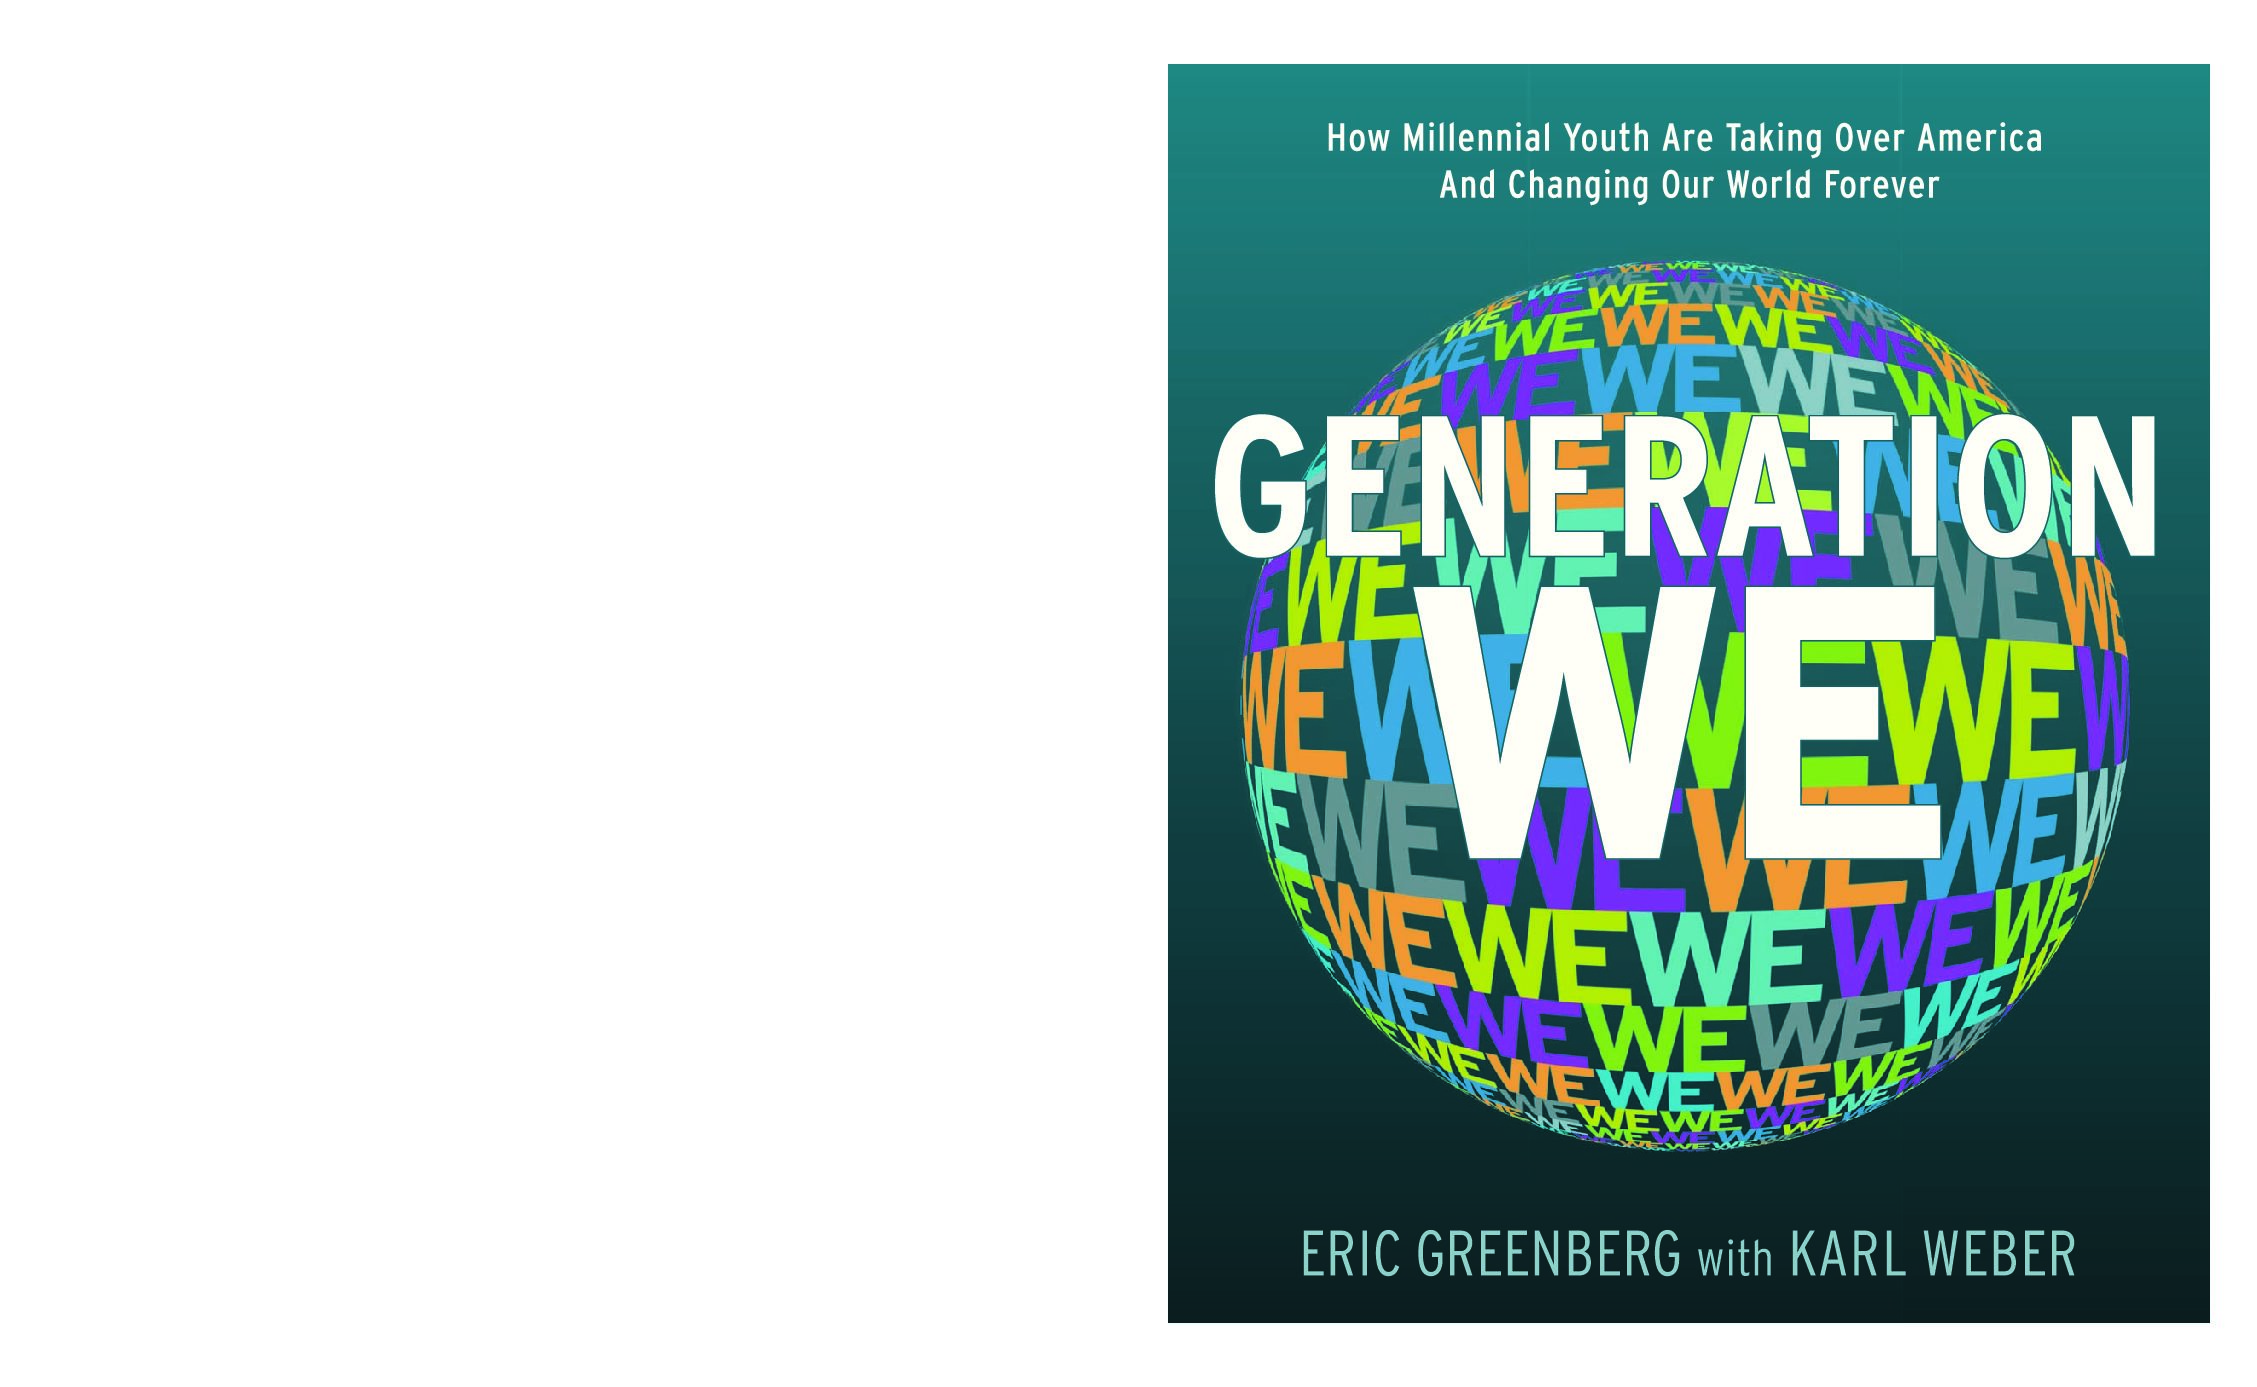 How Millennial Youth Are Taking Over America
And Changing Our World Forever
GENERATION
WE
ERIC GREENBERG with KARL WEBER